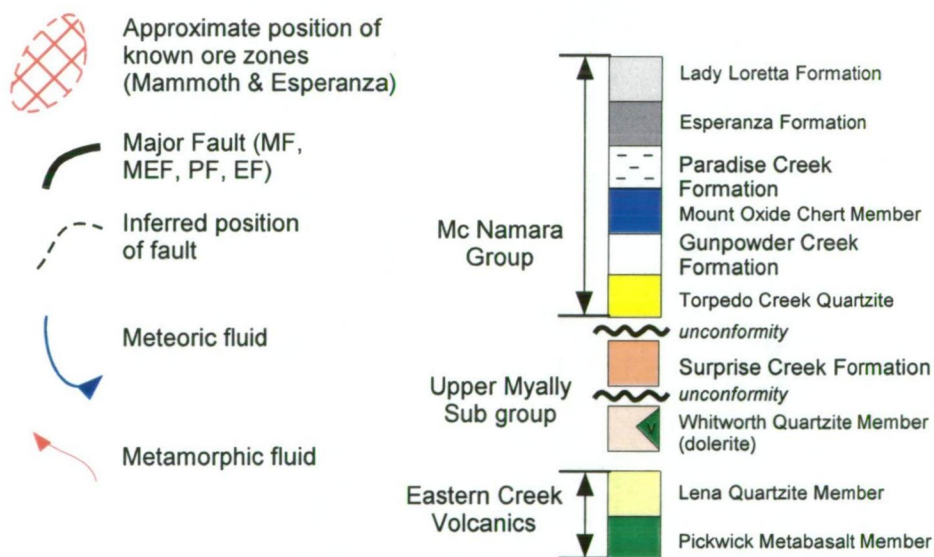 Approximate position of
known ore zones
(Mammoth & Esperanza)
Major Fault (MF,
MEF, PF, EF)
Inferred position
of fault
Meteoric fluid
Metamorphic fluid
Mc Namara
Group
Lady Loretta Formation
Esperanza Formation
Paradise Creek
Formation
Mount Oxide Chert Member
Gunpowder Creek
Formation
Torpedo Creek Quartzite
unconformity
Upper Myally
Sub group
Surprise Creek Formation
unconformity
V
Whitworth Quartzite Member
(dolerite)
Eastern Creek
Volcanics
Lena Quartzite Member
Pickwick Metabasalt Member